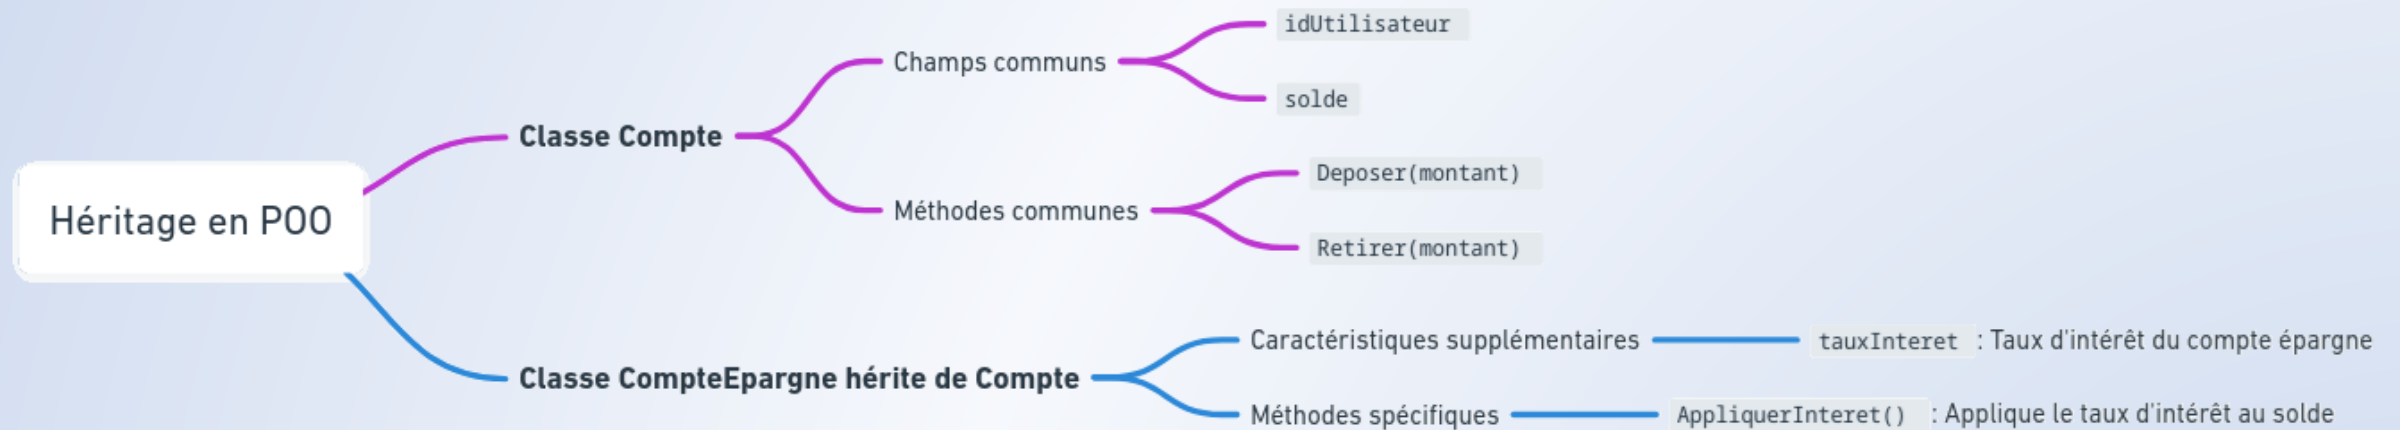 Héritage en POO
Classe Compte
Champs communs
idUtilisateur
solde
Méthodes communes
Deposer(montant)
Retirer(montant)
Classe CompteEpargne hérite de Compte
Caractéristiques supplémentaires
tauxInteret : Taux d'intérêt du compte épargne
Méthodes spécifiques
AppliquerInteret() : Applique le taux d'intérêt au solde